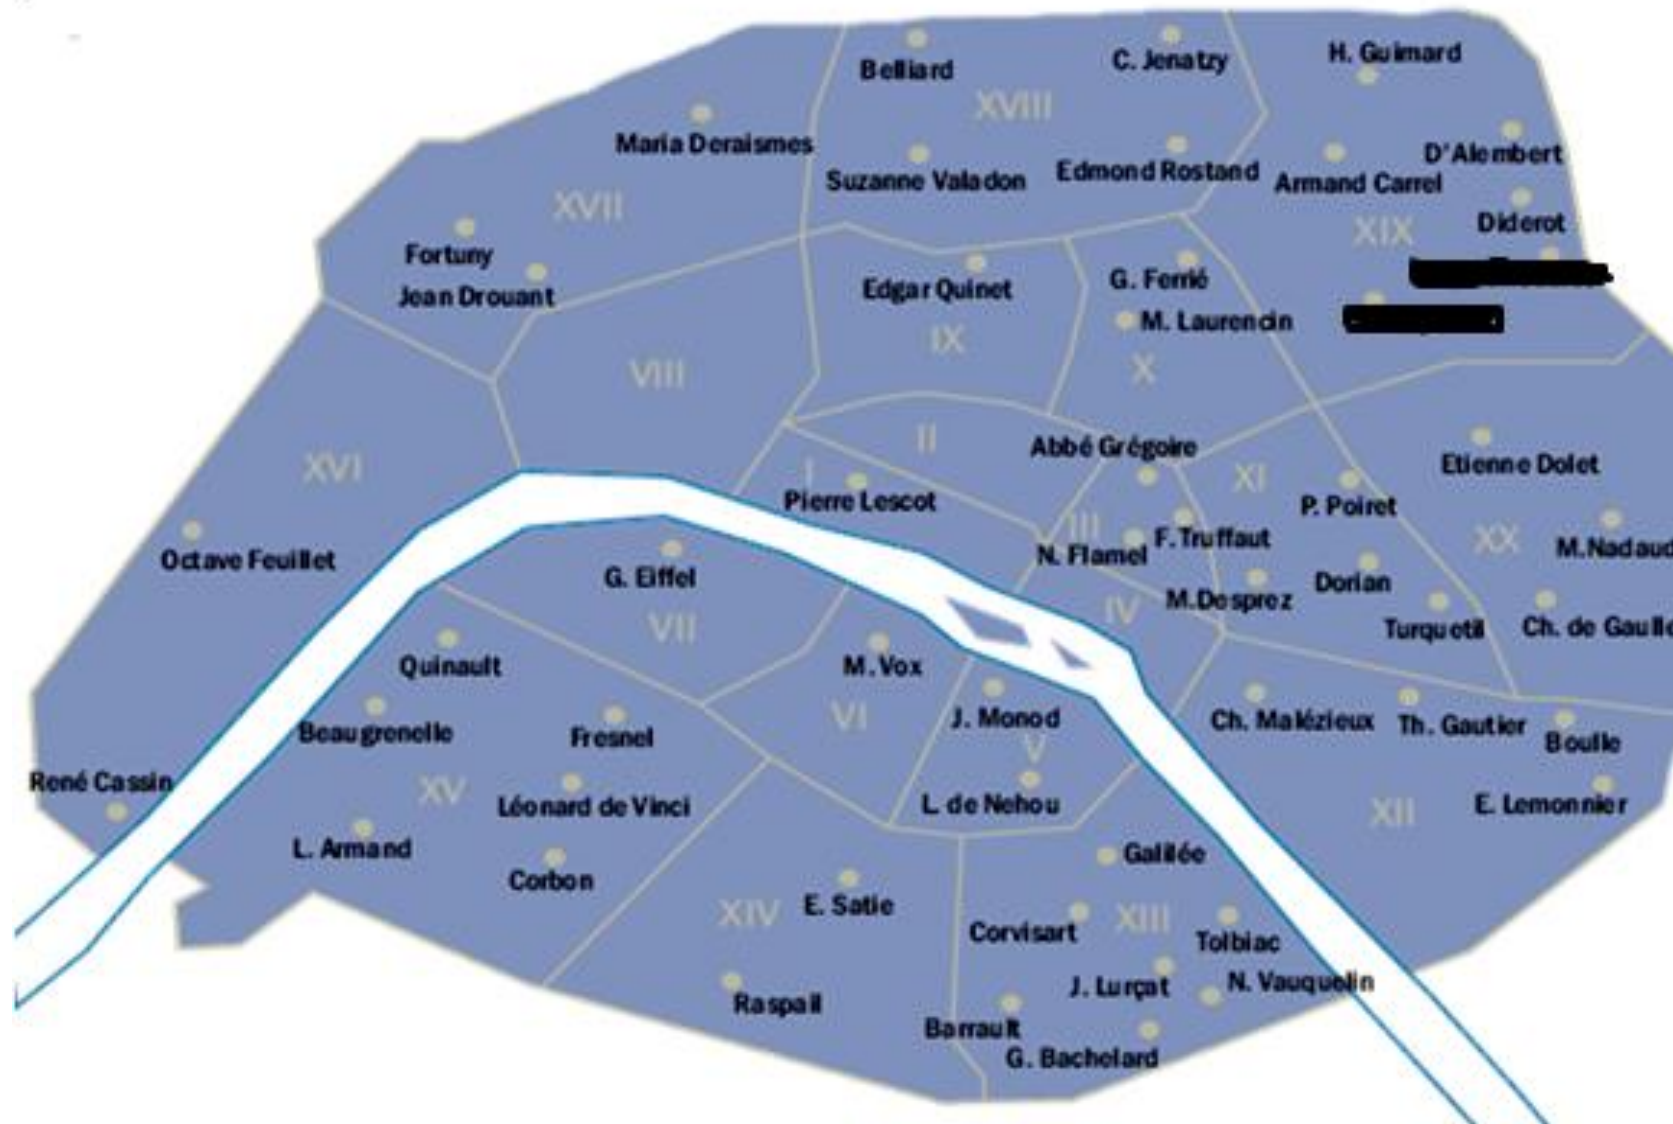 Belliard
C. Jenatzy
H. Guimard
XVIII
Maria Deraismes
D'Alembert
Suzanne Valadon
Edmond Rostand
Armand Carrel
XVII
Diderot
XIX
Fortuny
Jean Drouant
Edgar Quinet
G. Ferrié
M. Laurencin
IX
X
VIII
II
Abbé Grégoire
XVI
I
XI
Etienne Dolet
Pierre Lescot
P. Poiret
III
XX
Octave Feuillet
N. Flamel
F. Truffaut
M.Nadaud
G. Eiffel
Dorian
M.Desprez
IV
VII
Turquetil
Ch. de Gaulle
Quinault
M. Vox
VI
J. Monod
Ch. Malézieux
Th. Gautier
Beaugrenelle
Fresnel
V
Boulle
René Cassin
XV
Léonard de Vinci
L. de Nehou
XII
E. Lemonnier
L. Armand
Galilée
Corbon
XIV
E. Satie
XIII
Corvisart
Tolbiac
J. Lurçat
N. Vauquelin
Raspail
Barrault
G. Bachelard